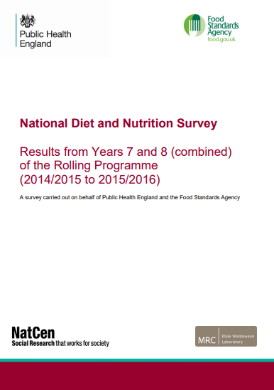 Public Health
England
Food
Standards
Agency
food.gov.uk
National Diet and Nutrition Survey
Results from Years 7 and 8 (combined)
of the Rolling Programme
(2014/2015 to 2015/2016)
A survey carried out on behalf of Public Health England and the Food Standards Agency
NatCen
Social Research that works for society
MRC
Elsie Widdowson
Laboratory